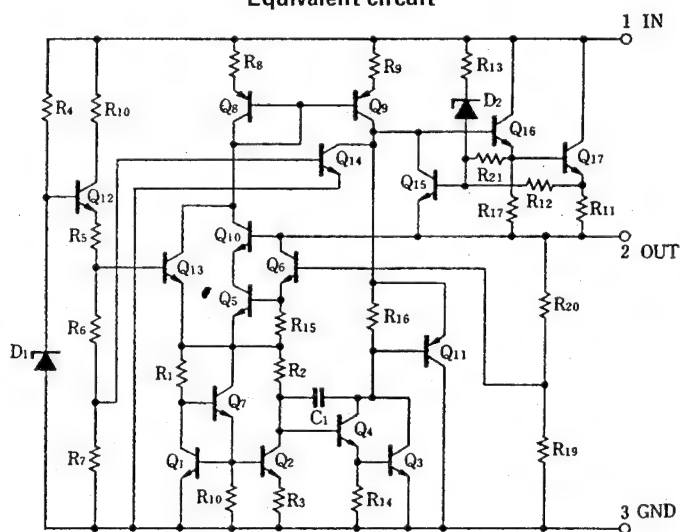 Equivalent circuit
1 IN
R8
R9
R13
R4
R10
D2
Q8
Q9
Q16
Q14
Q17
Q12
Q15
R21
R12
R17
R11
R5
Q10
2 OUT
Q13
Q6
Q5
R20
R6
R15
R16
D1
Q11
R1
R2
Q7
C1
Q4
R7
Q1
Q2
Q3
R19
R10
R3
R14
3 GND